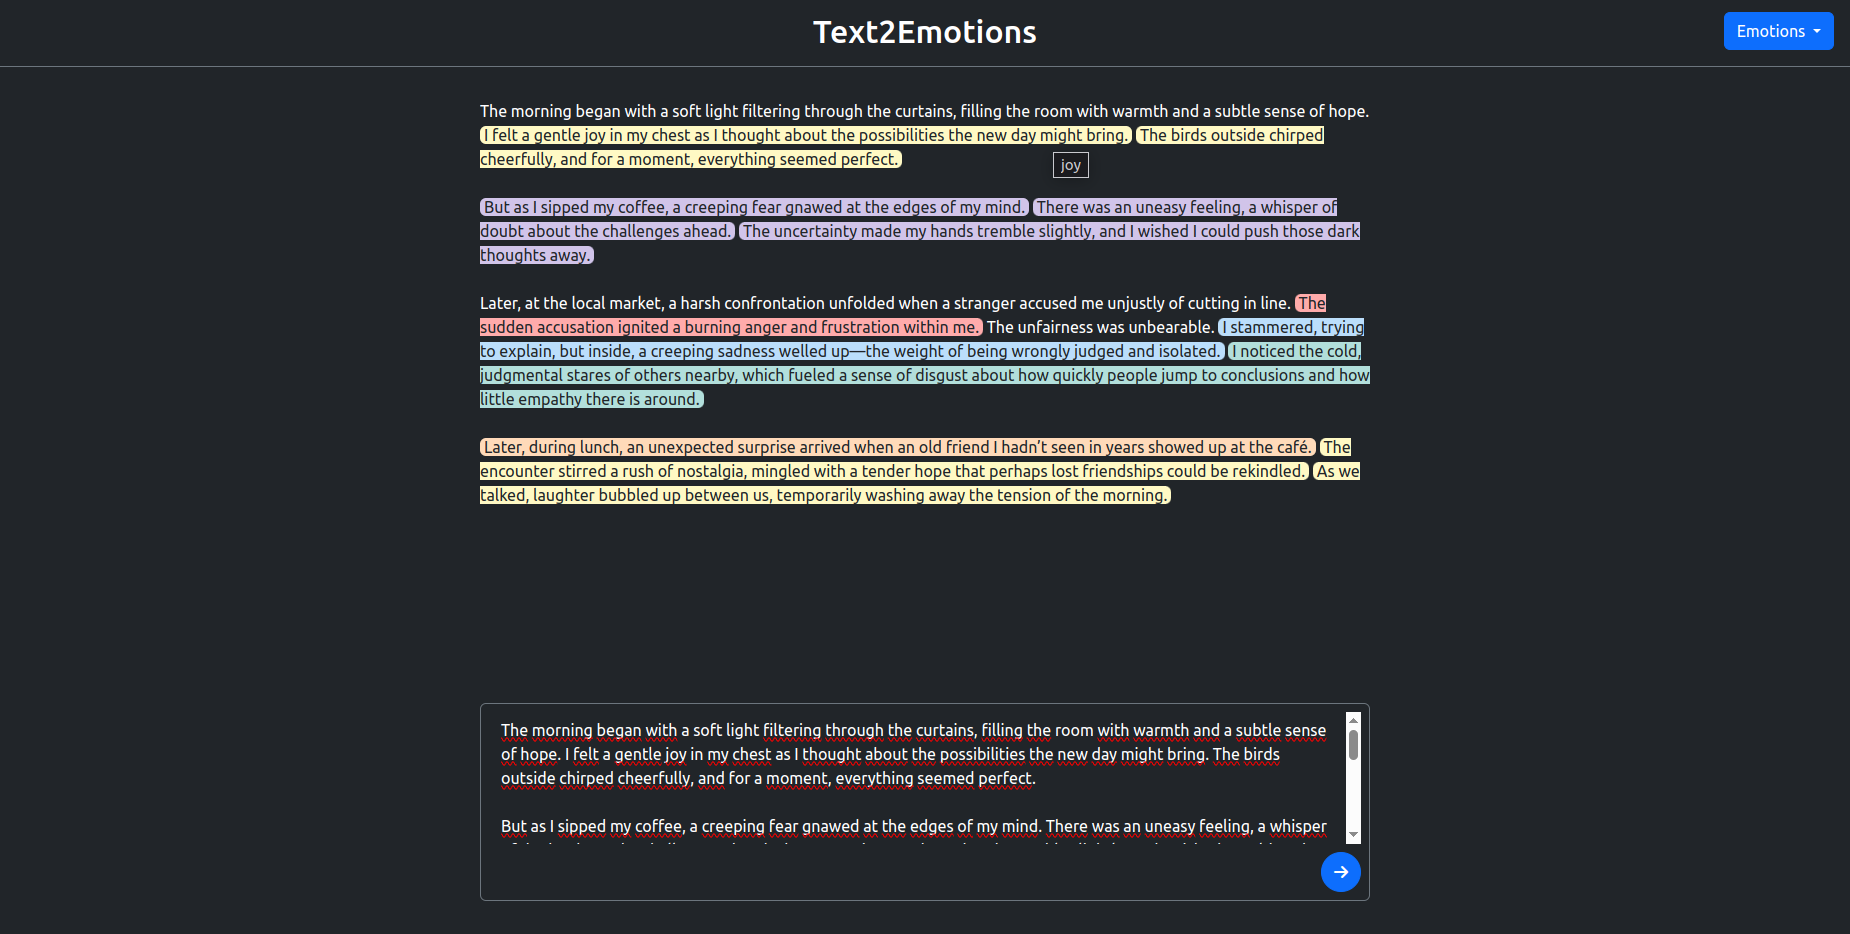 Text2Emotions
Emotions
The morning began with a soft light filtering through the curtains, filling the room with warmth and a subtle sense of hope.
I felt a gentle joy in my chest as I thought about the possibilities the new day might bring. The birds outside chirped
cheerfully, and for a moment, everything seemed perfect.
joy
But as I sipped my coffee, a creeping fear gnawed at the edges of my mind. There was an uneasy feeling, a whisper of
doubt about the challenges ahead. The uncertainty made my hands tremble slightly, and I wished I could push those dark
thoughts away.
Later, at the local market, a harsh confrontation unfolded when a stranger accused me unjustly of cutting in line. The
sudden accusation ignited a burning anger and frustration within me. The unfairness was unbearable. I stammered, trying
to explain, but inside, a creeping sadness welled up—the weight of being wrongly judged and isolated. I noticed the cold,
judgmental stares of others nearby, which fueled a sense of disgust about how quickly people jump to conclusions and how
little empathy there is around.
Later, during lunch, an unexpected surprise arrived when an old friend I hadn’t seen in years showed up at the café. The
encounter stirred a rush of nostalgia, mingled with a tender hope that perhaps lost friendships could be rekindled. As we
talked, laughter bubbled up between us, temporarily washing away the tension of the morning.
The morning began with a soft light filtering through the curtains, filling the room with warmth and a subtle sense
of hope. I felt a gentle joy in my chest as I thought about the possibilities the new day might bring. The birds
outside chirped cheerfully, and for a moment, everything seemed perfect.
But as I sipped my coffee, a creeping fear gnawed at the edges of my mind. There was an uneasy feeling, a whisper